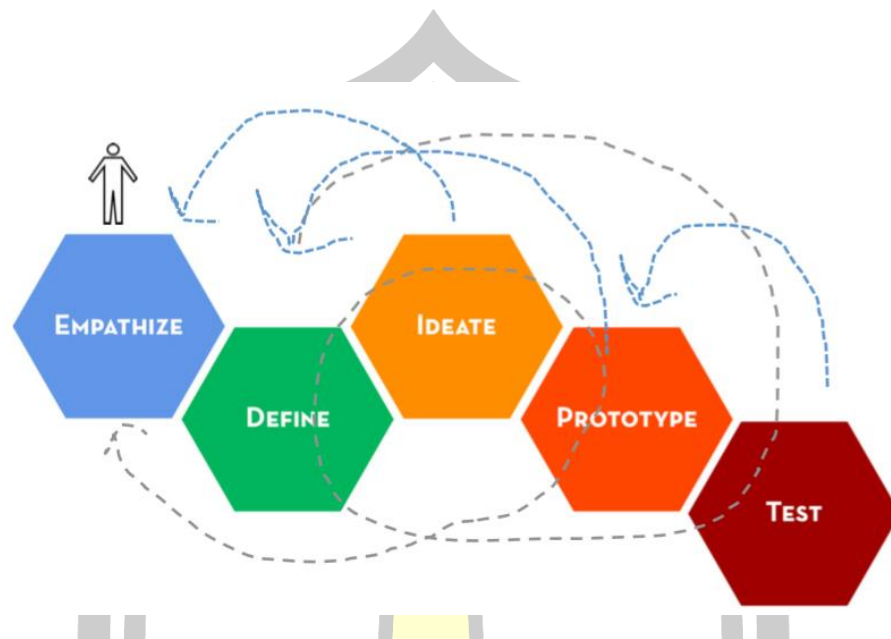 EMPATHIZE
DEFINE
IDEATE
PROTOTYPE
TEST